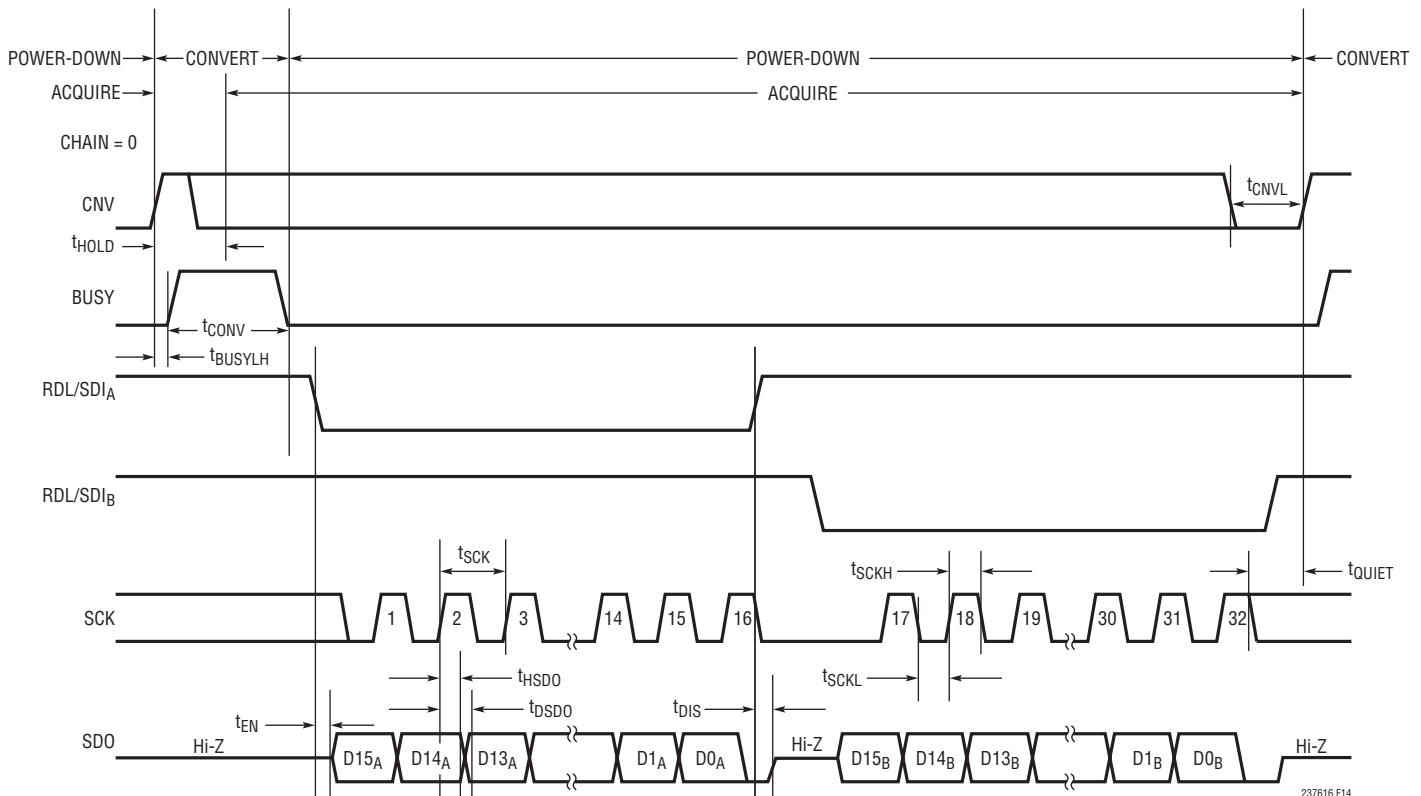 POWER-DOWN CONVERT POWER-DOWN CONVERT
ACQUIRE ACQUIRE
CHAIN = 0
CNV tCNVL
tHOLD
BUSY
tCONV
tBUSYLH
RDL/SDIA
RDL/SDIB
tSCK tSCKH tQUIET
SCK 1 2 3 14 15 16 17 18 19 30 31 32
tHSDO tSCKL
tEN tDSDO tDIS
SDO Hi-Z D15A D14A D13A D1A D0A Hi-Z D15B D14B D13B D1B D0B Hi-Z
237616 F14